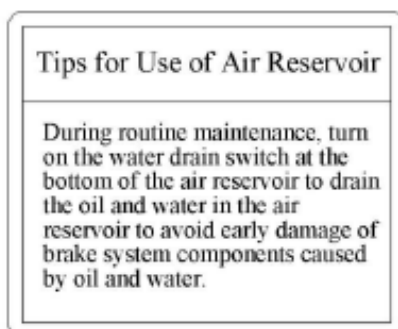 Tips for Use of Air Reservoir
During routine maintenance, turn
on the water drain switch at the
bottom of the air reservoir to drain
the oil and water in the air
reservoir to avoid early damage of
brake system components caused
by oil and water.